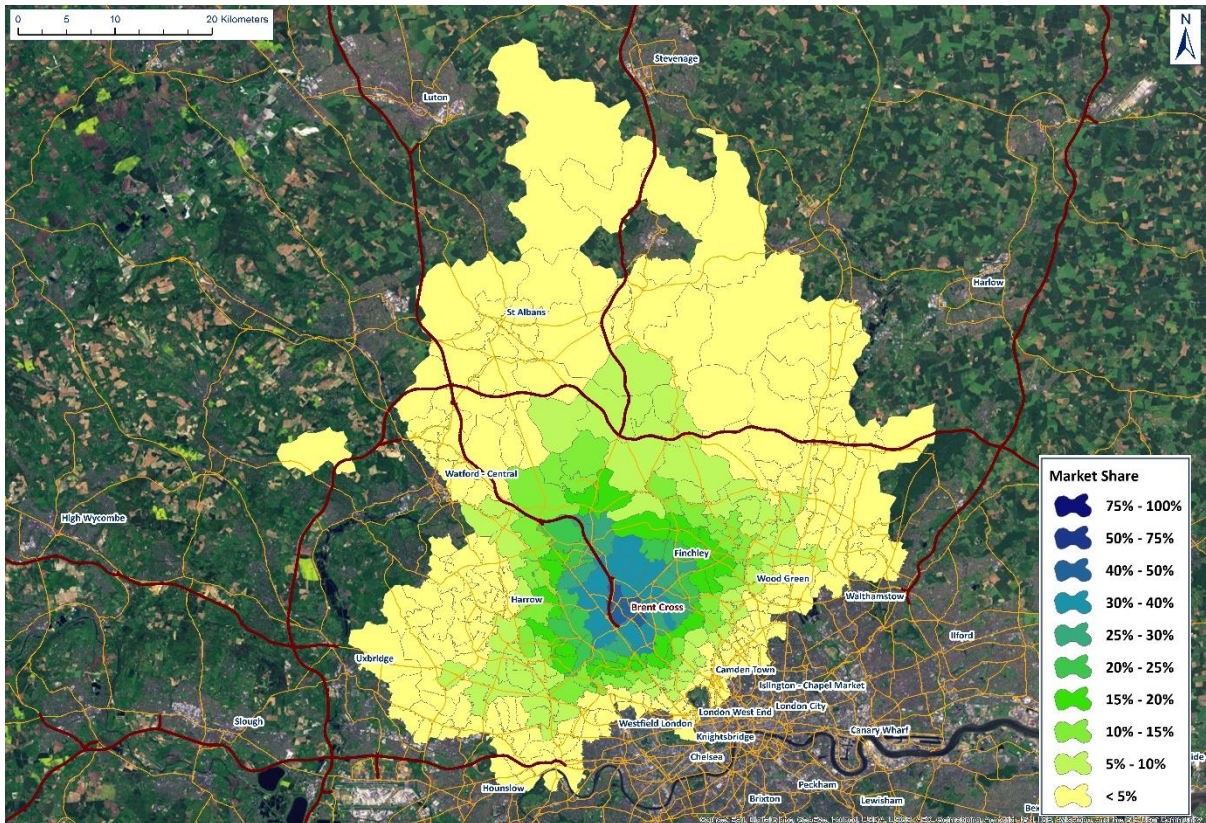 0 5 10 20 Kilometers
N
Stevenage
Luton
Harlow
St Albans
Watford - Central
High Wycombe
Finchley
Wood Green
Harrow
Brent Cross
Walthamstow
Ilford
Uxbridge
Camden Town
Islington - Chapel Market
London West End
London City
Slough
Westfield London
Knightsbridge
Canary Wharf
Chelsea
Hounslow
Peckham
Brixton
Lewisham
Market Share
75% - 100%
50% - 75%
40% - 50%
30% - 40%
25% - 30%
20% - 25%
15% - 20%
10% - 15%
5% - 10%
< 5%